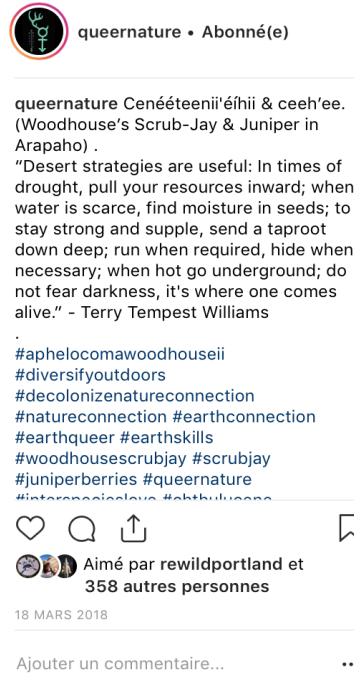 queernature • Abonné(e)
queernature Cenééteenii'éíhii & ceeh’ee.
(Woodhouse’s Scrub-Jay & Juniper in
Arapaho) .
“Desert strategies are useful: In times of
drought, pull your resources inward; when
water is scarce, find moisture in seeds; to
stay strong and supple, send a taproot
down deep; run when required, hide when
necessary; when hot go underground; do
not fear darkness, it's where one comes
alive.” - Terry Tempest Williams
.
#aphelocomawoodhouseii
#diversifyoutdoors
#decolonizenatureconnection
#natureconnection #earthconnection
#earthqueer #earthskills
#woodhousescrubjay #scrubjay
#juniperberries #queernature
#interspecieslove #chthulucene
Aimé par rewildportland et
358 autres personnes
18 MARS 2018
Ajouter un commentaire...